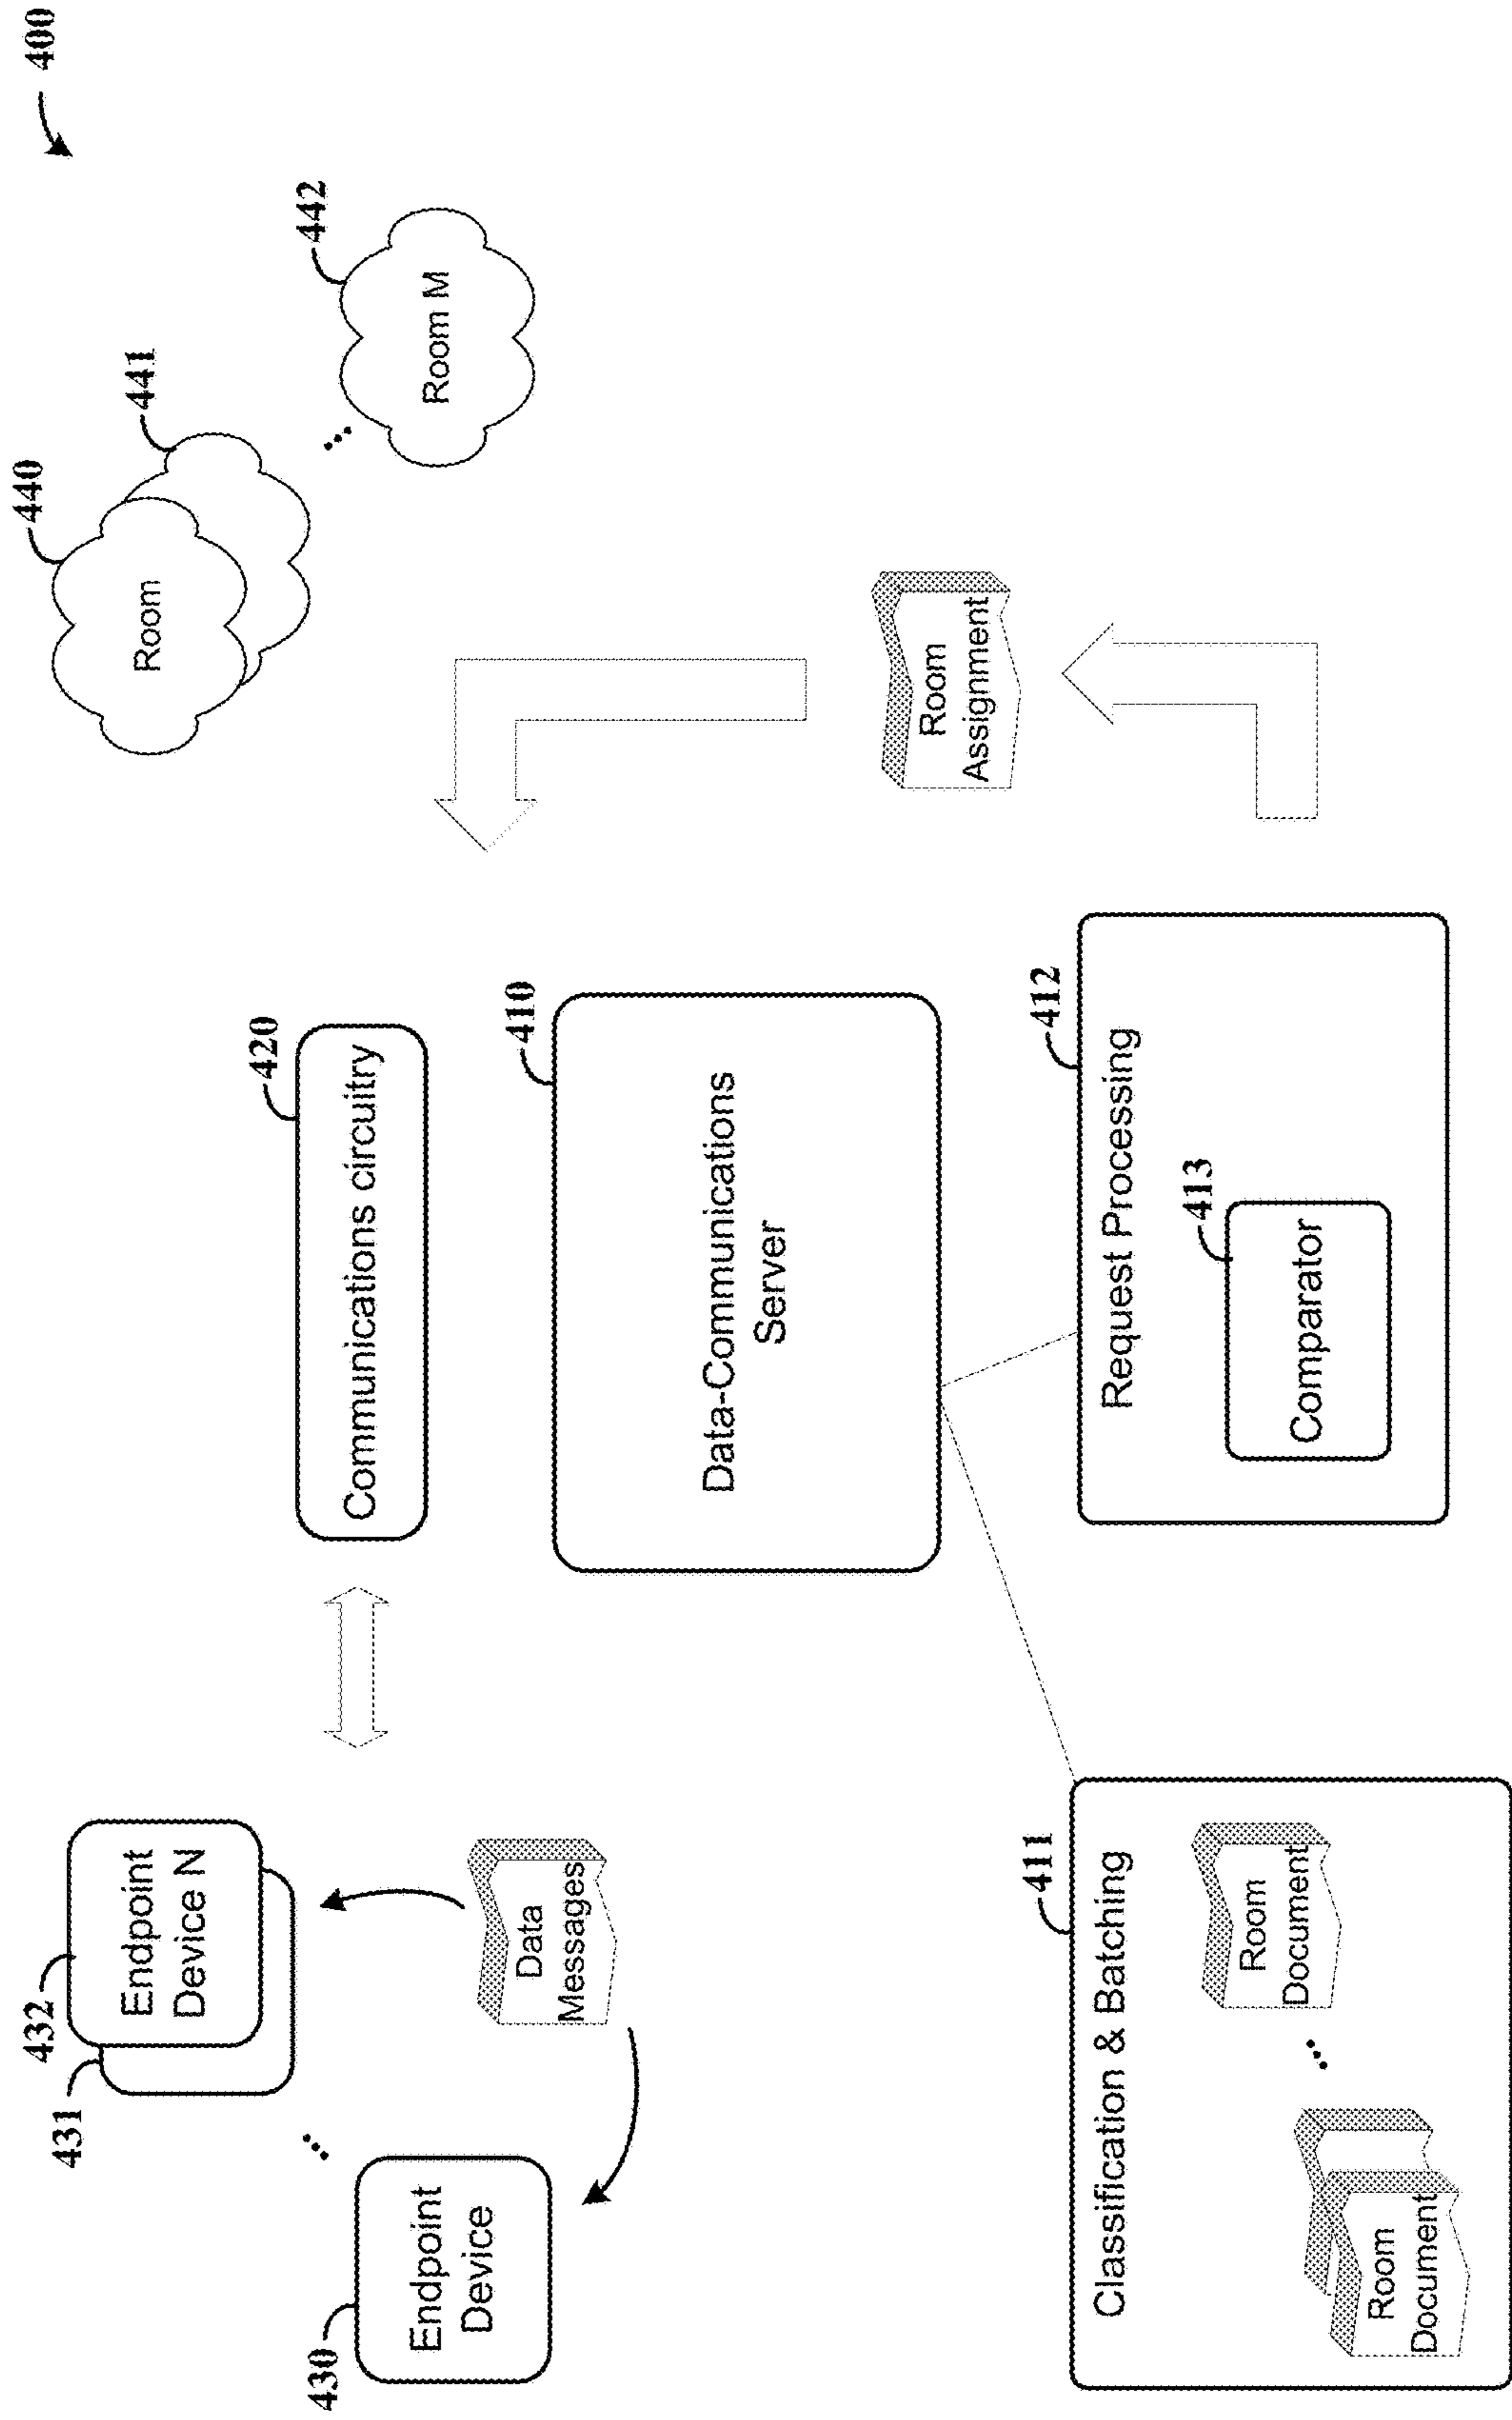 400
432
431
Endpoint
Device N
430
Endpoint
Device
Data
Messages
420
Communications circuitry
440
Room
441
442
Room M
410
Data-Communications
Server
Room
Assignment
411
Classification & Batching
Room
Document
Room
Document
412
Request Processing
413
Comparator